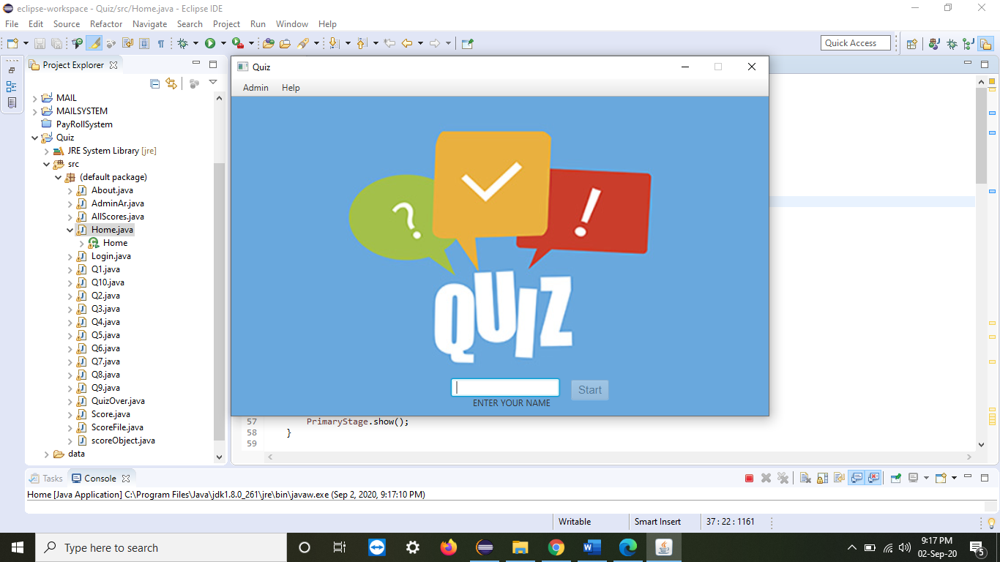 eclipse-workspace - Quiz/src/Home.java - Eclipse IDE
File Edit Source Refactor Navigate Search Project Run Window Help
Quick Access
Project Explorer
MAIL
MAILSYSTEM
PayRollSystem
Quiz
JRE System Library [jre]
src
(default package)
About.java
AdminAr.java
AllScores.java
Home.java
Home
Login.java
Q1.java
Q10.java
Q2.java
Q3.java
Q4.java
Q5.java
Q6.java
Q7.java
Q8.java
Q9.java
QuizOver.java
Score.java
ScoreFile.java
scoreObject.java
data
Quiz
Admin Help
?
!
QUIZ
Start
ENTER YOUR NAME
57 PrimaryStage.show();
58 }
59
Tasks Console
Home [Java Application] C:\Program Files\Java\jdk1.8.0_261\jre\bin\javaw.exe (Sep 2, 2020, 9:17:10 PM)
Writable Smart Insert 37 : 22 : 1161
Type here to search
9:17 PM
02-Sep-20
5